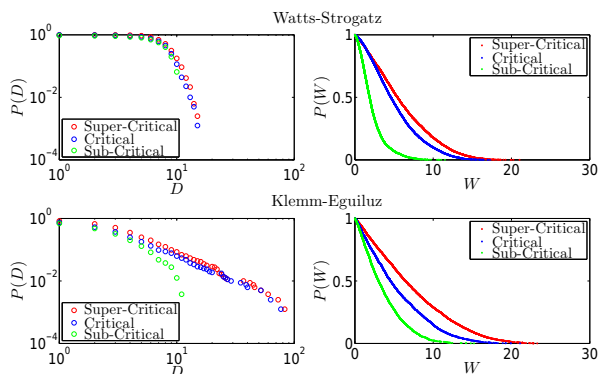 Watts-Strogatz
10^0
10^-2
10^-4
P(D)
Super-Critical
Critical
Sub-Critical
10^0
10^1
10^2
D
1
0.5
0
P(W)
Super-Critical
Critical
Sub-Critical
0
10
20
30
W
Klemm-Eguiluz
10^0
10^-2
10^-4
P(D)
Super-Critical
Critical
Sub-Critical
10^0
10^1
10^2
D
1
0.5
0
P(W)
Super-Critical
Critical
Sub-Critical
0
10
20
30
W